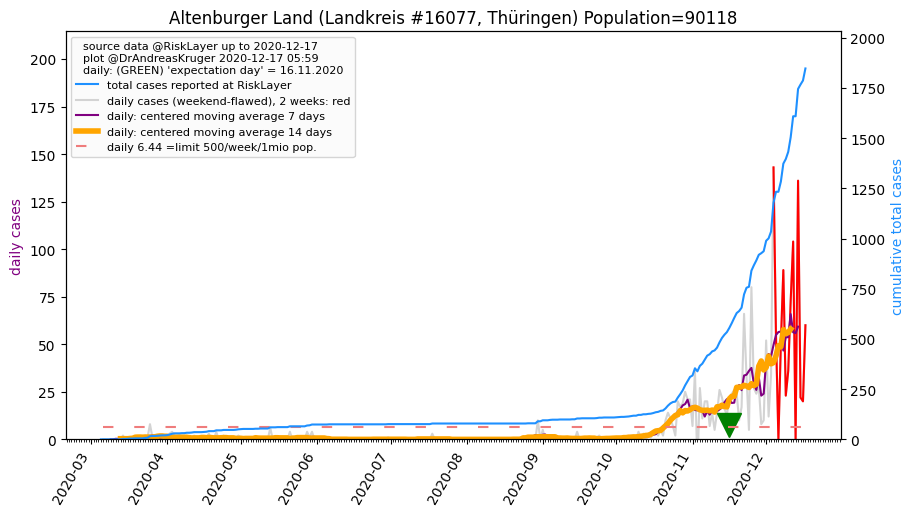 Altenburger Land (Landkreis #16077, Thüringen) Population=90118
source data @RiskLayer up to 2020-12-17
plot @DrAndreasKruger 2020-12-17 05:59
daily: (GREEN) 'expectation day' = 16.11.2020
total cases reported at RiskLayer
daily cases (weekend-flawed), 2 weeks: red
daily: centered moving average 7 days
daily: centered moving average 14 days
daily 6.44 =limit 500/week/1mio pop.
daily cases
200
175
150
125
100
75
50
25
0
cumulative total cases
2000
1750
1500
1250
1000
750
500
250
0
2020-03
2020-04
2020-05
2020-06
2020-07
2020-08
2020-09
2020-10
2020-11
2020-12